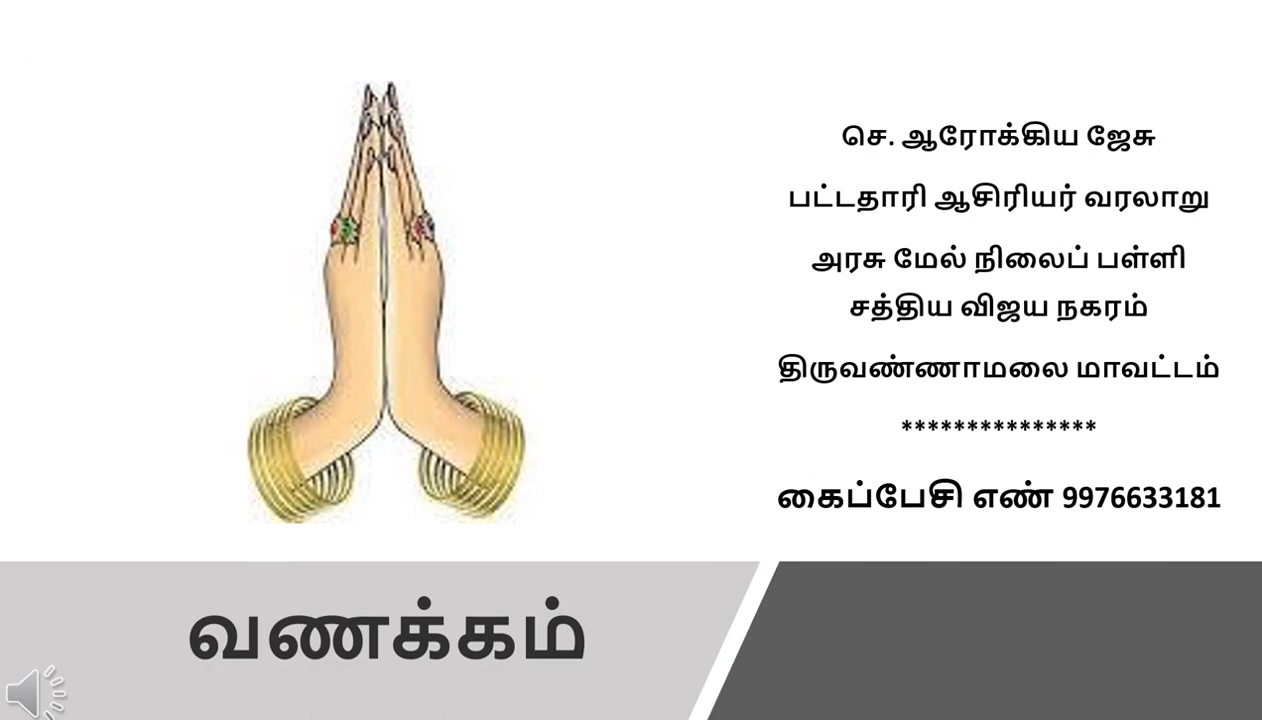 செ. ஆரோக்கிய ஜேசு
பட்டதாரி ஆசிரியர் வரலாறு
அரசு மேல் நிலைப் பள்ளி
சத்திய விஜய நகரம்
திருவண்ணாமலை மாவட்டம்
***************
கைப்பேசி எண் 9976633181
வணக்கம்